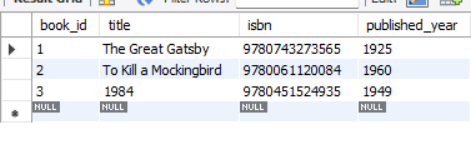 book_id title isbn published_year
1 The Great Gatsby 9780743273565 1925
2 To Kill a Mockingbird 9780061120084 1960
3 1984 9780451524935 1949
NULL NULL NULL NULL